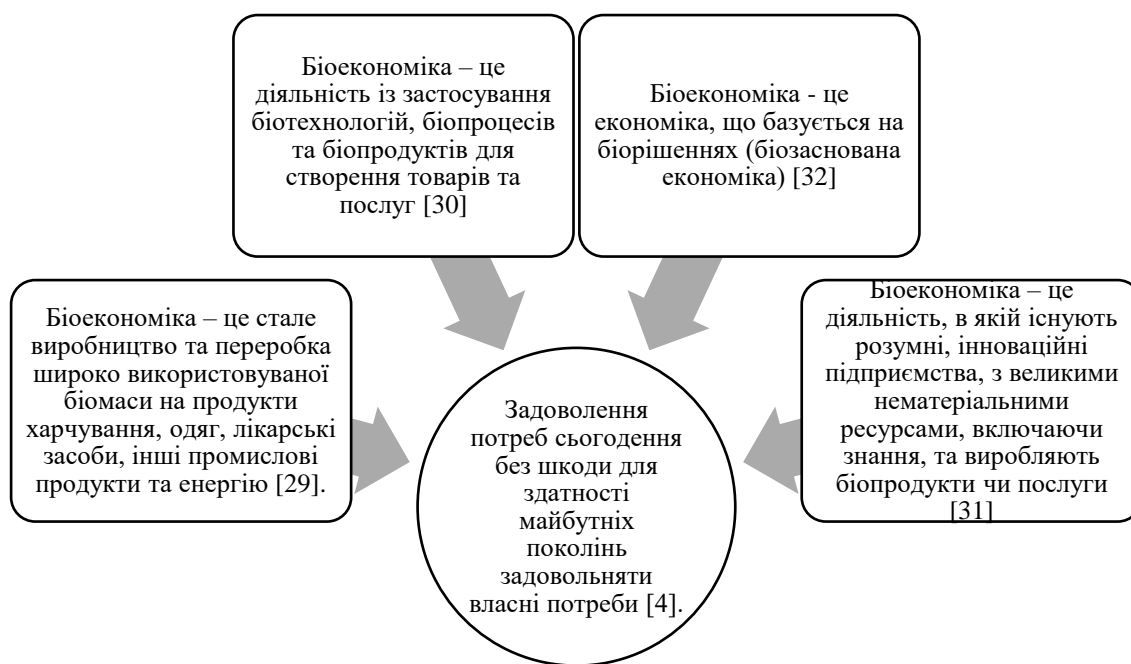 Біоекономіка – це
діяльність із застосування
біотехнологій, біопроцесів
та біопродуктів для
створення товарів та
послуг [30]
Біоекономіка - це
економіка, що базується на
біорішеннях (біозаснована
економіка) [32]
Біоекономіка – це стале
виробництво та переробка
широко використовуваної
біомаси на продукти
харчування, одяг, лікарські
засоби, інші промислові
продукти та енергію [29].
Біоекономіка – це
діяльність, в якій існують
розумні, інноваційні
підприємства, з великими
нематеріальними
ресурсами, включаючи
знання, та виробляють
біопродукти чи послуги
[31]
Задоволення
потреб сьогодення
без шкоди для
здатності
майбутніх
поколінь
задовольняти
власні потреби [4].